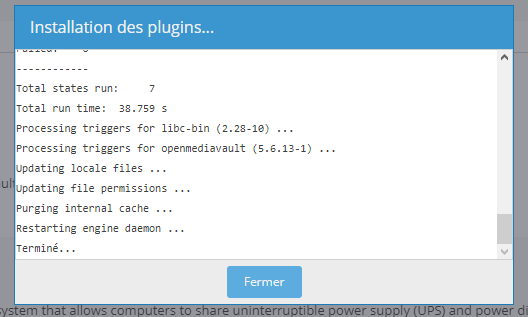 Installation des plugins...
Failed: 0
------------
Total states run: 7
Total run time: 38.759 s
Processing triggers for libc-bin (2.28-10) ...
Processing triggers for openmediavault (5.6.13-1) ...
Updating locale files ...
Updating file permissions ...
Purging internal cache ...
Restarting engine daemon ...
Terminé...
Fermer
system that allows computers to share uninterruptible power supply (UPS) and power di